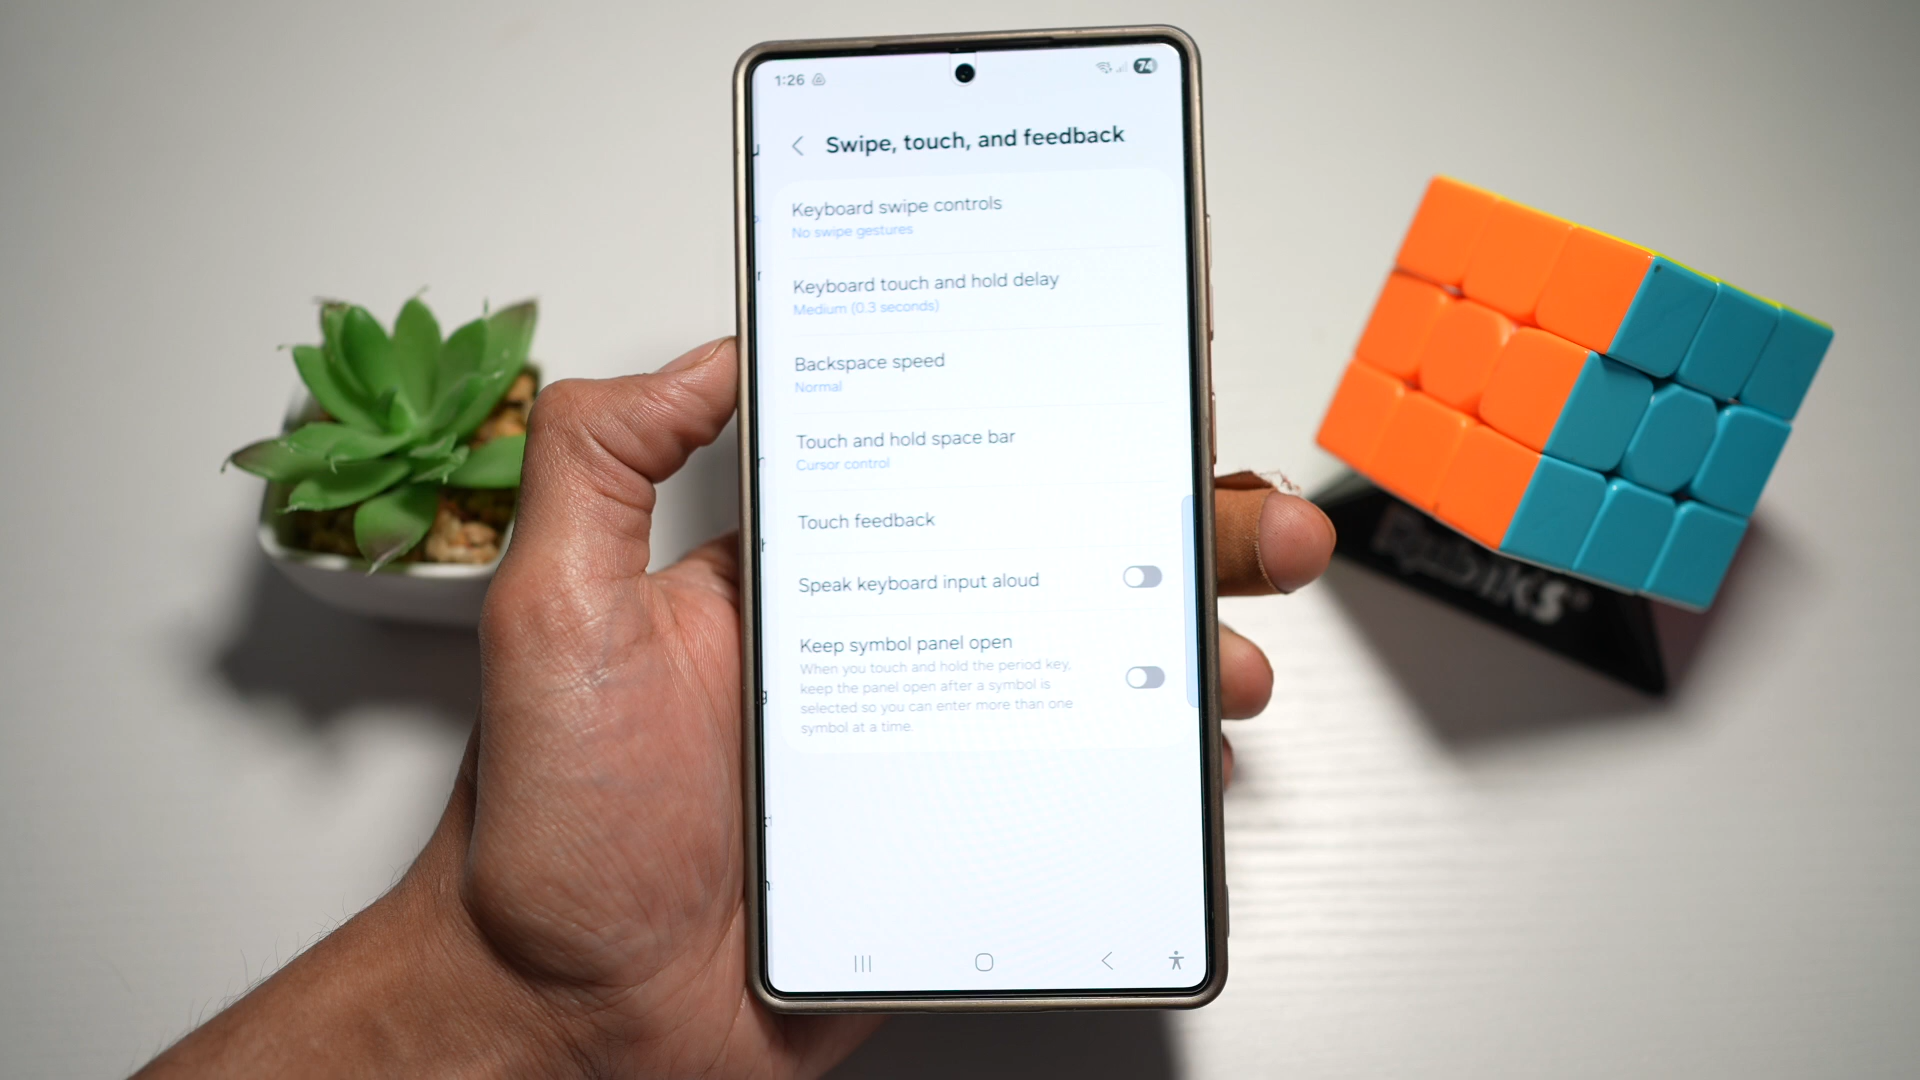 1:26
74
Swipe, touch, and feedback
Keyboard swipe controls
No swipe gestures
Keyboard touch and hold delay
Medium (0.3 seconds)
Backspace speed
Normal
Touch and hold space bar
Cursor control
Touch feedback
Speak keyboard input aloud
Keep symbol panel open
When you touch and hold the period key,
keep the panel open after a symbol is
selected so you can enter more than one
symbol at a time.
Rubik's